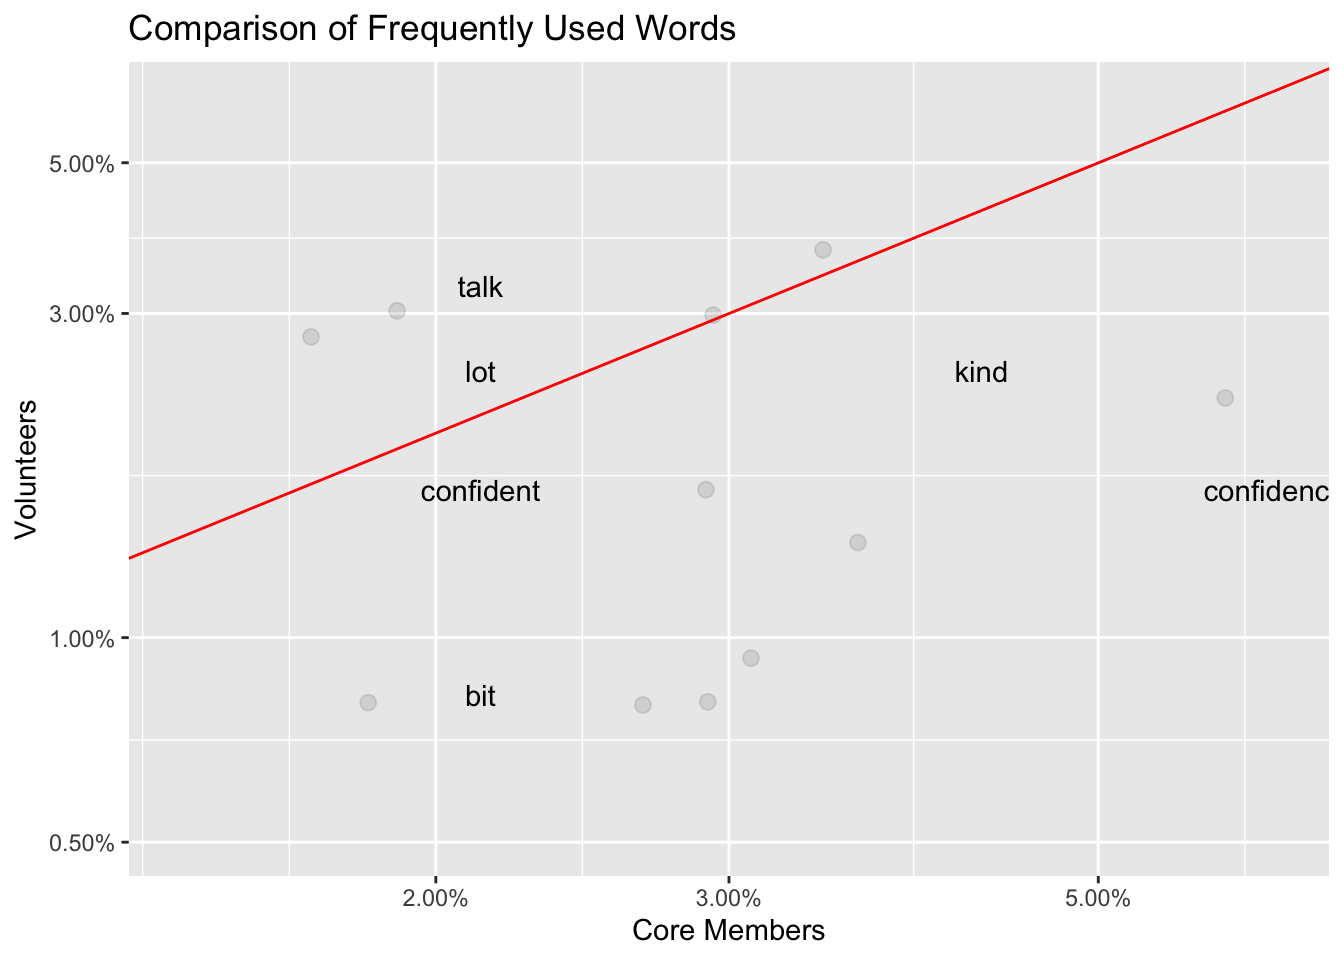 Comparison of Frequently Used Words
5.00%
talk
3.00%
lot
kind
confident
confidenc
1.00%
bit
0.50%
Volunteers
2.00%
3.00%
5.00%
Core Members